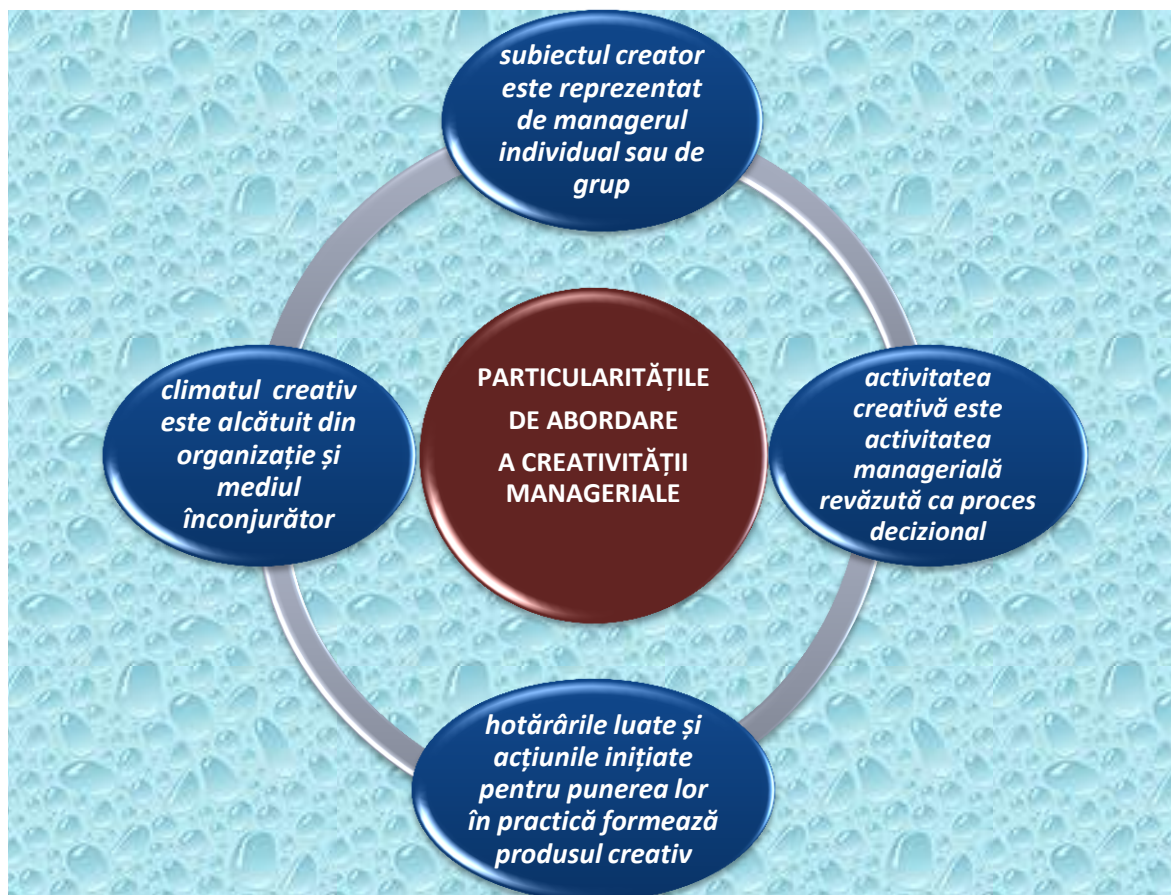 subiectul creator
este reprezentat
de managerul
individual sau de
grup
PARTICULARITĂȚILE
DE ABORDARE
A CREATIVITĂȚII
MANAGERIALE
activitatea
creativă este
activitatea
managerială
revăzută ca proces
decizional
hotărârile luate și
acțiunile inițiate
pentru punerea lor
în practică formează
produsul creativ
climatul creativ
este alcătuit din
organizație și
mediul
înconjurător